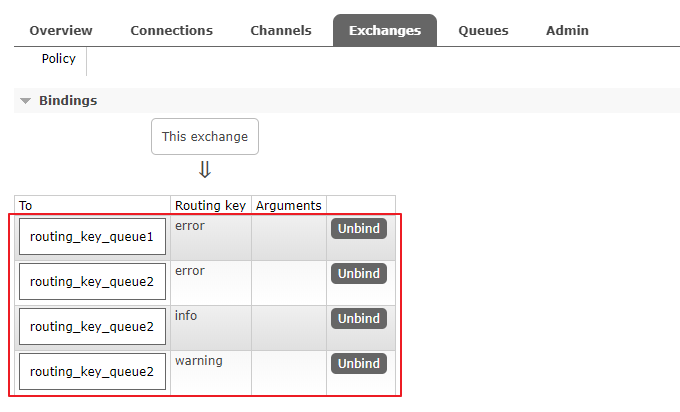 Overview Connections Channels Exchanges Queues Admin
Policy
Bindings
This exchange
⇓
To Routing key Arguments
routing_key_queue1 error Unbind
routing_key_queue2 error Unbind
routing_key_queue2 info Unbind
routing_key_queue2 warning Unbind